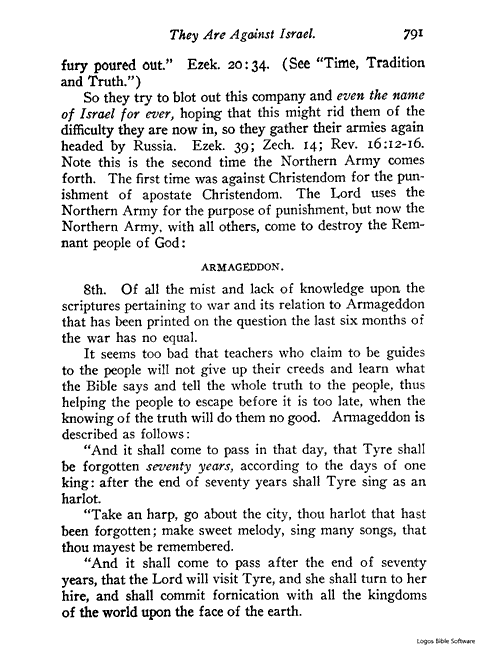 They Are Against Israel. 791
fury poured out." Ezek. 20:34. (See "Time, Tradition
and Truth.")
So they try to blot out this company and even the name
of Israel for ever, hoping that this might rid them of the
difficulty they are now in, so they gather their armies again
headed by Russia. Ezek. 39; Zech. 14; Rev. 16:12-16.
Note this is the second time the Northern Army comes
forth. The first time was against Christendom for the pun-
ishment of apostate Christendom. The Lord uses the
Northern Army for the purpose of punishment, but now the
Northern Army, with all others, come to destroy the Rem-
nant people of God:
ARMAGEDDON.
8th. Of all the mist and lack of knowledge upon the
scriptures pertaining to war and its relation to Armageddon
that has been printed on the question the last six months of
the war has no equal.
It seems too bad that teachers who claim to be guides
to the people will not give up their creeds and learn what
the Bible says and tell the whole truth to the people, thus
helping the people to escape before it is too late, when the
knowing of the truth will do them no good. Armageddon is
described as follows:
"And it shall come to pass in that day, that Tyre shall
be forgotten seventy years, according to the days of one
king: after the end of seventy years shall Tyre sing as an
harlot.
"Take an harp, go about the city, thou harlot that hast
been forgotten; make sweet melody, sing many songs, that
thou mayest be remembered.
"And it shall come to pass after the end of seventy
years, that the Lord will visit Tyre, and she shall turn to her
hire, and shall commit fornication with all the kingdoms
of the world upon the face of the earth.
Logos Bible Software